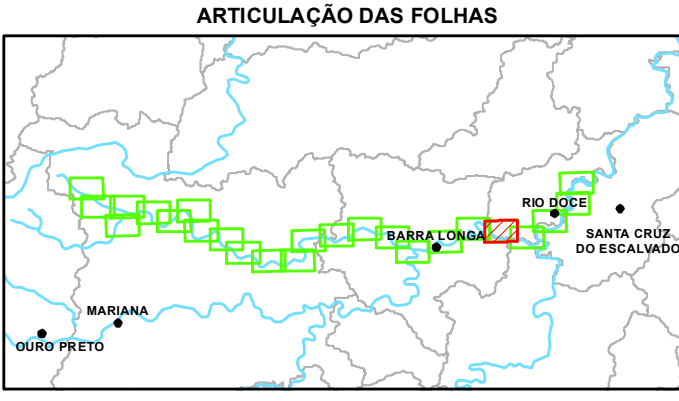 ARTICULAÇÃO DAS FOLHAS
RIO DOCE
BARRA LONGA
SANTA CRUZ
DO ESCALVADO
MARIANA
OURO PRETO